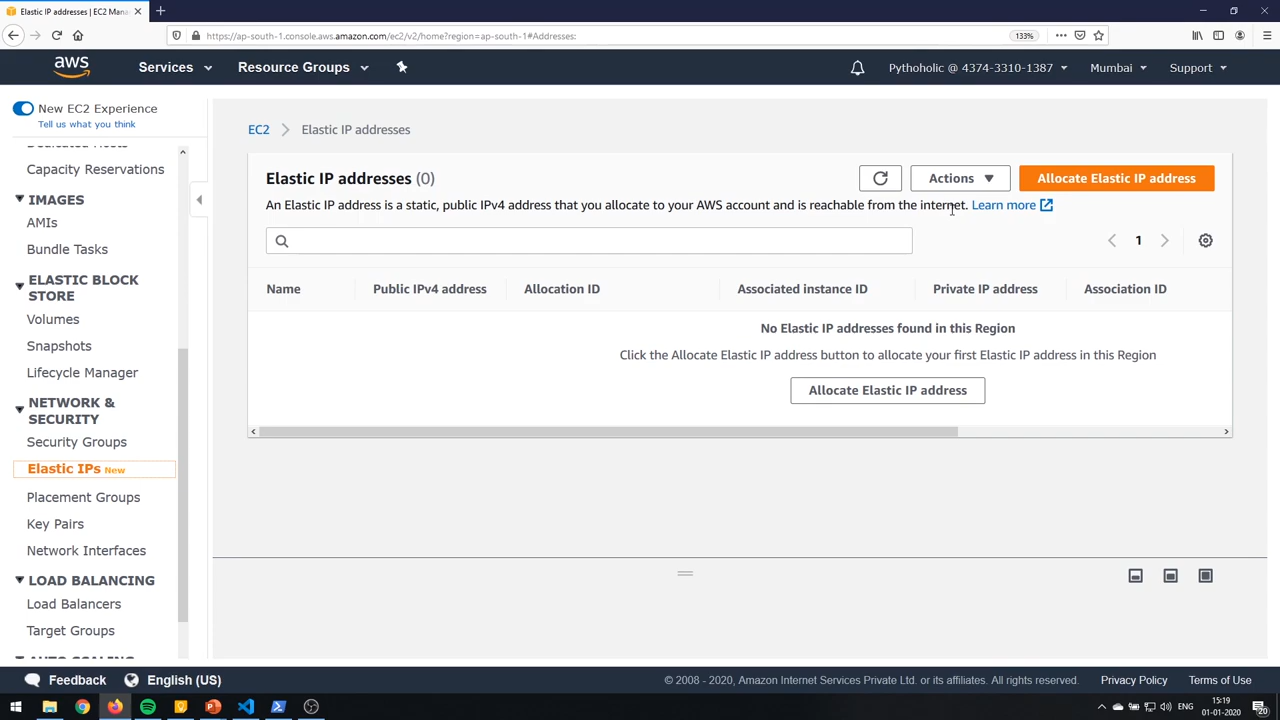 Elastic IP addresses | EC2 Mana
https://ap-south-1.console.aws.amazon.com/ec2/v2/home?region=ap-south-1#Addresses:
133%
aws
Services
Resource Groups
Pythoholic @ 4374-3310-1387
Mumbai
Support
New EC2 Experience
Tell us what you think
Capacity Reservations
IMAGES
AMIs
Bundle Tasks
ELASTIC BLOCK
STORE
Volumes
Snapshots
Lifecycle Manager
NETWORK &
SECURITY
Security Groups
Elastic IPs New
Placement Groups
Key Pairs
Network Interfaces
LOAD BALANCING
Load Balancers
Target Groups
AUTO SCALING
EC2 Elastic IP addresses
Elastic IP addresses (0)
Actions
Allocate Elastic IP address
An Elastic IP address is a static, public IPv4 address that you allocate to your AWS account and is reachable from the internet. Learn more
1
Name Public IPv4 address Allocation ID Associated instance ID Private IP address Association ID
No Elastic IP addresses found in this Region
Click the Allocate Elastic IP address button to allocate your first Elastic IP address in this Region
Allocate Elastic IP address
Feedback
English (US)
© 2008 - 2020, Amazon Internet Services Private Ltd. or its affiliates. All rights reserved.
Privacy Policy
Terms of Use
ENG
15:19
01-01-2020
20